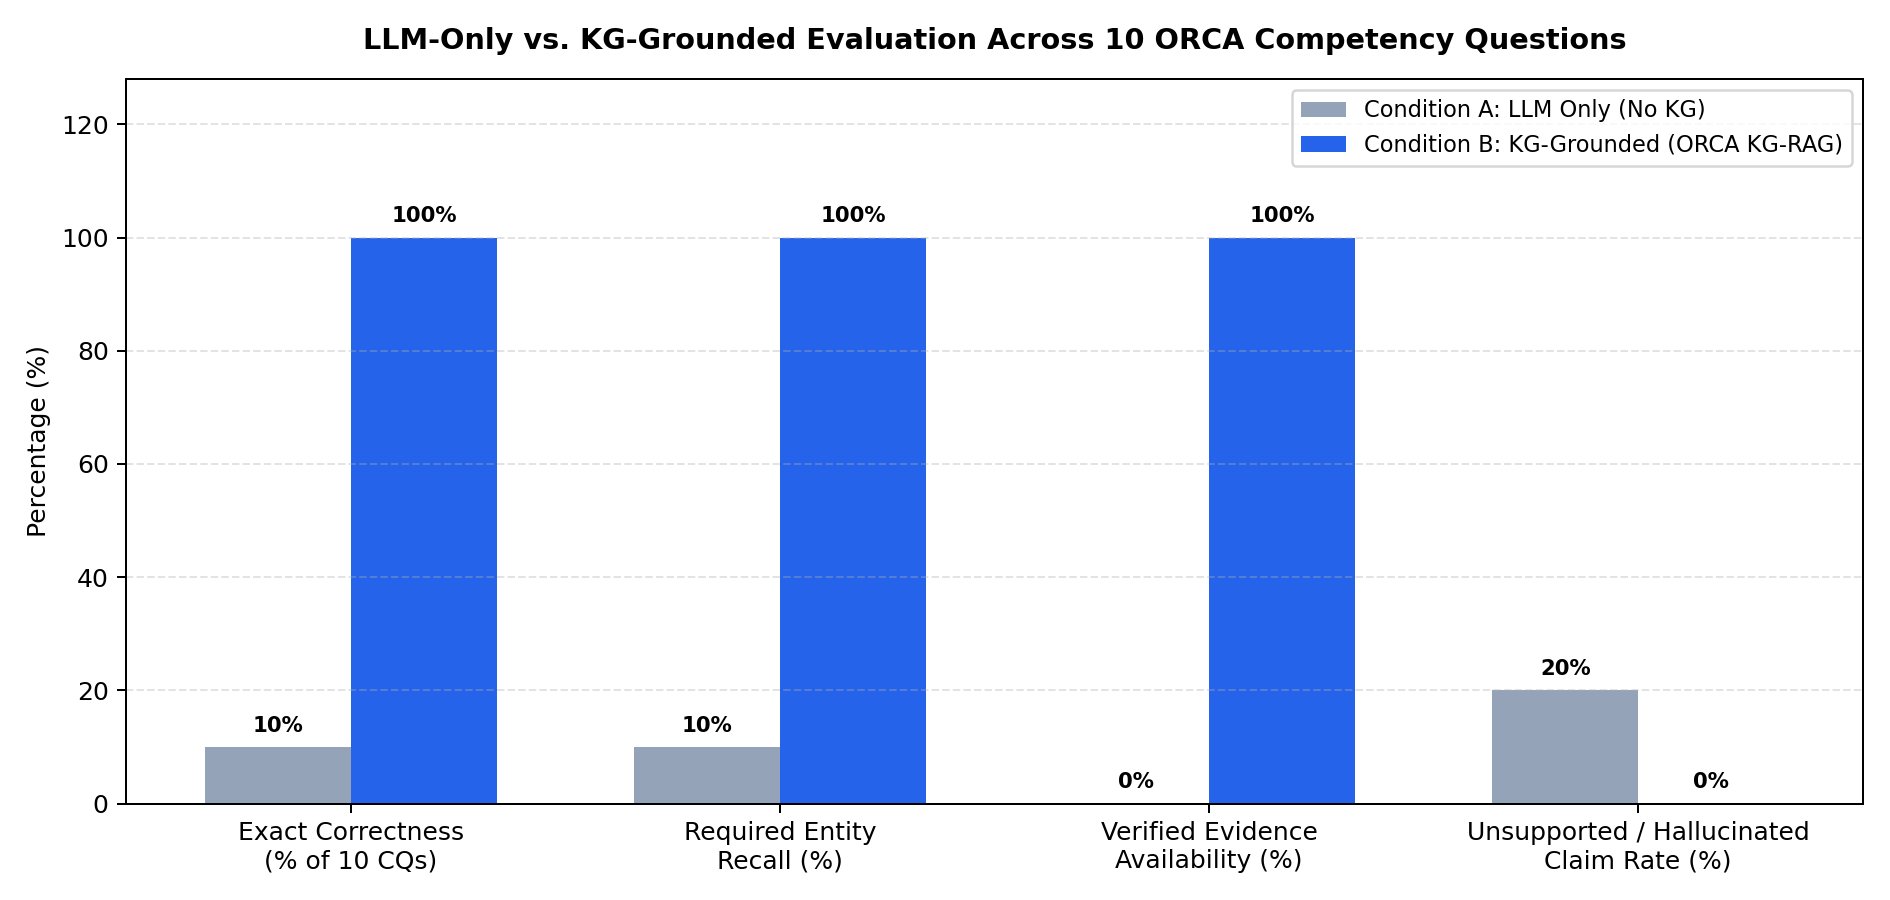 LLM-Only vs. KG-Grounded Evaluation Across 10 ORCA Competency Questions
Condition A: LLM Only (No KG)
Condition B: KG-Grounded (ORCA KG-RAG)
Percentage (%)
120
100
80
60
40
20
0
10%
100%
10%
100%
0%
100%
20%
0%
Exact Correctness
(% of 10 CQs)
Required Entity
Recall (%)
Verified Evidence
Availability (%)
Unsupported / Hallucinated
Claim Rate (%)